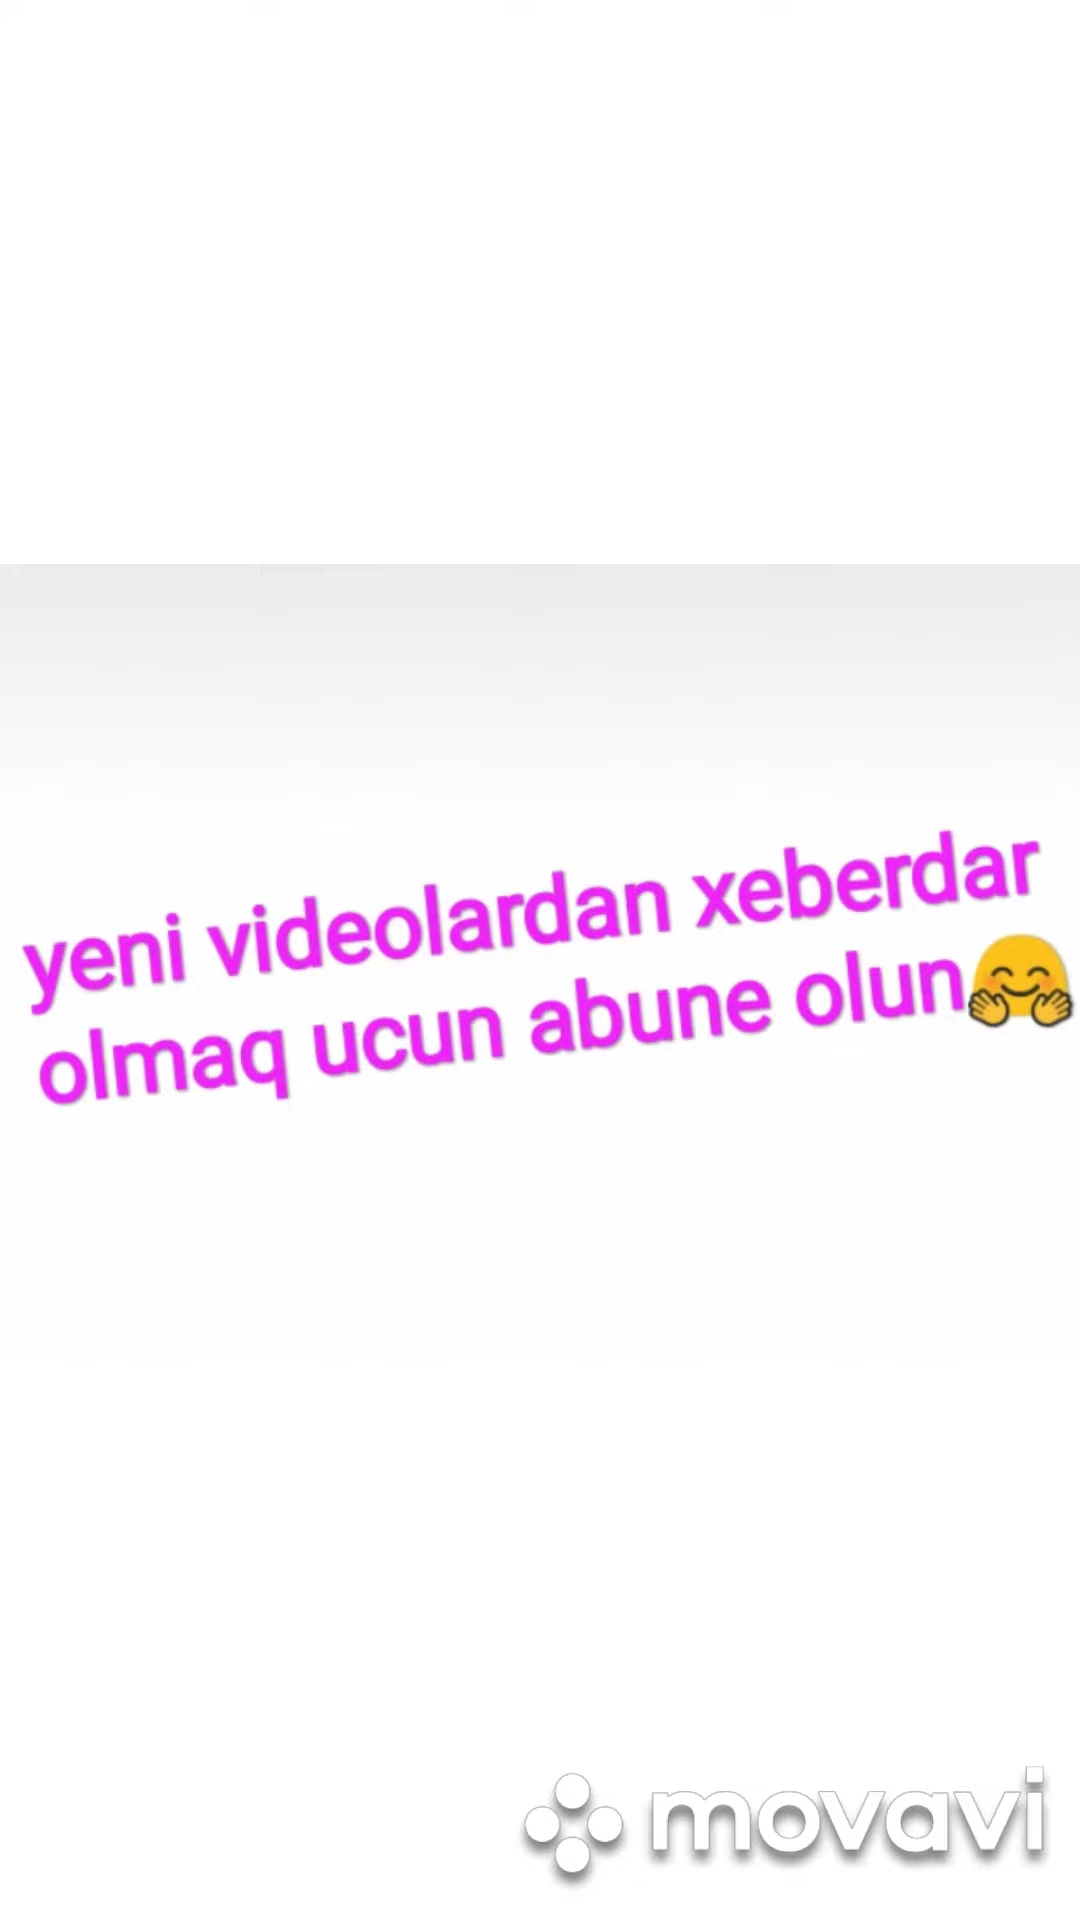 yeni videolardan xeberdar
olmaq ucun abune olun🤗
movavi